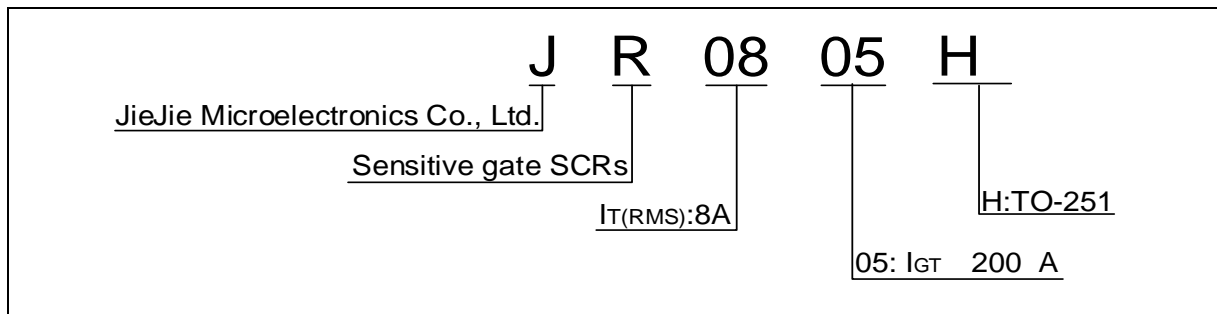 J R 08 05 H
JieJie Microelectronics Co., Ltd.
Sensitive gate SCRs
IT(RMS):8A
H:TO-251
05: IGT 200 A